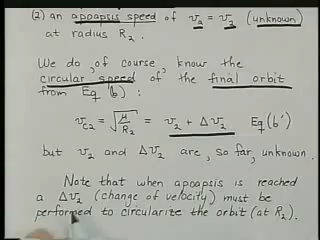 (2) an apoapsis speed of v₂ = v₂ (unknown)
at radius R₂.
We do, of course, know the
circular speed of the final orbit
from Eq (b) :
v_c2 = √(μ/R₂) = v₂ + Δv₂ Eq (b')
but v₂ and Δv₂ are, so far, unknown.
Note that when apoapsis is reached
a Δv₂ (change of velocity) must be
performed to circularize the orbit (at R₂).